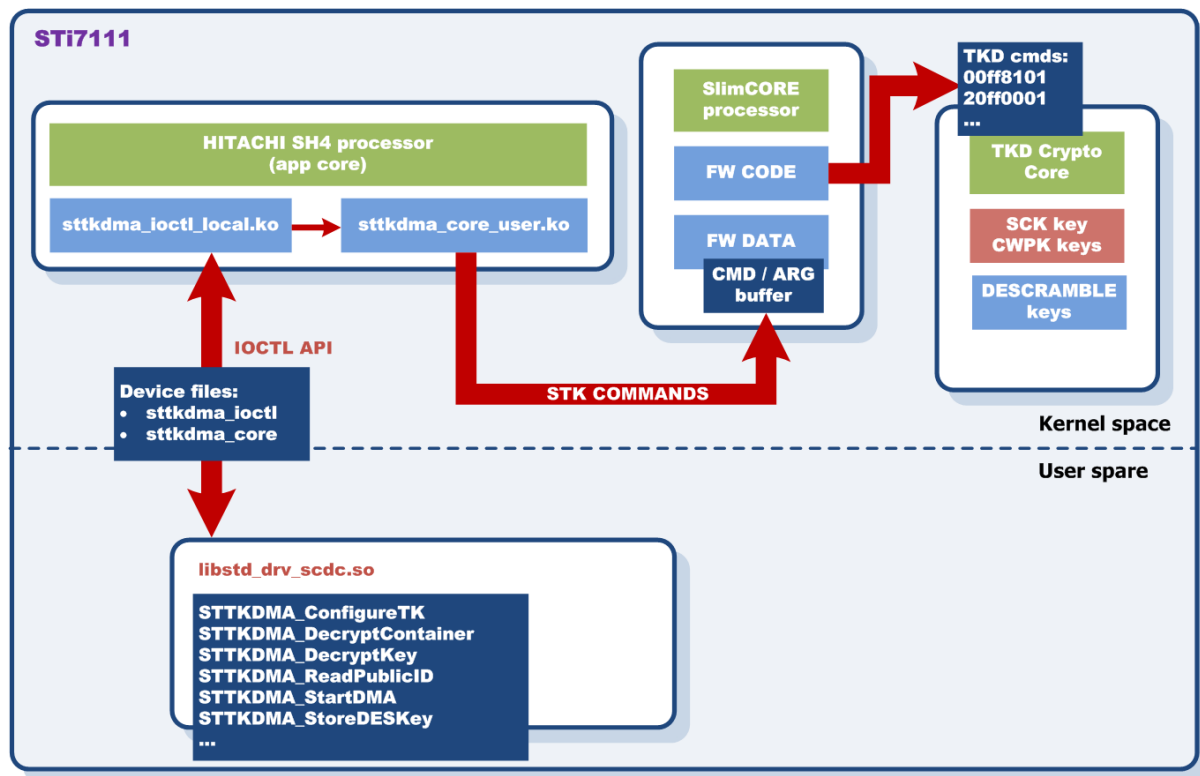 STi7111
HITACHI SH4 processor
(app core)
sttkdma_ioctl_local.ko
sttkdma_core_user.ko
SlimCORE
processor
FW CODE
FW DATA
CMD / ARG
buffer
TKD cmds:
00ff8101
20ff0001
...
TKD Crypto
Core
SCK key
CWPK keys
DESCRAMBLE
keys
IOCTL API
Device files:
• sttkdma_ioctl
• sttkdma_core
STK COMMANDS
Kernel space
User spare
libstd_drv_scdc.so
STTKDMA_ConfigureTK
STTKDMA_DecryptContainer
STTKDMA_DecryptKey
STTKDMA_ReadPublicID
STTKDMA_StartDMA
STTKDMA_StoreDESKey
...